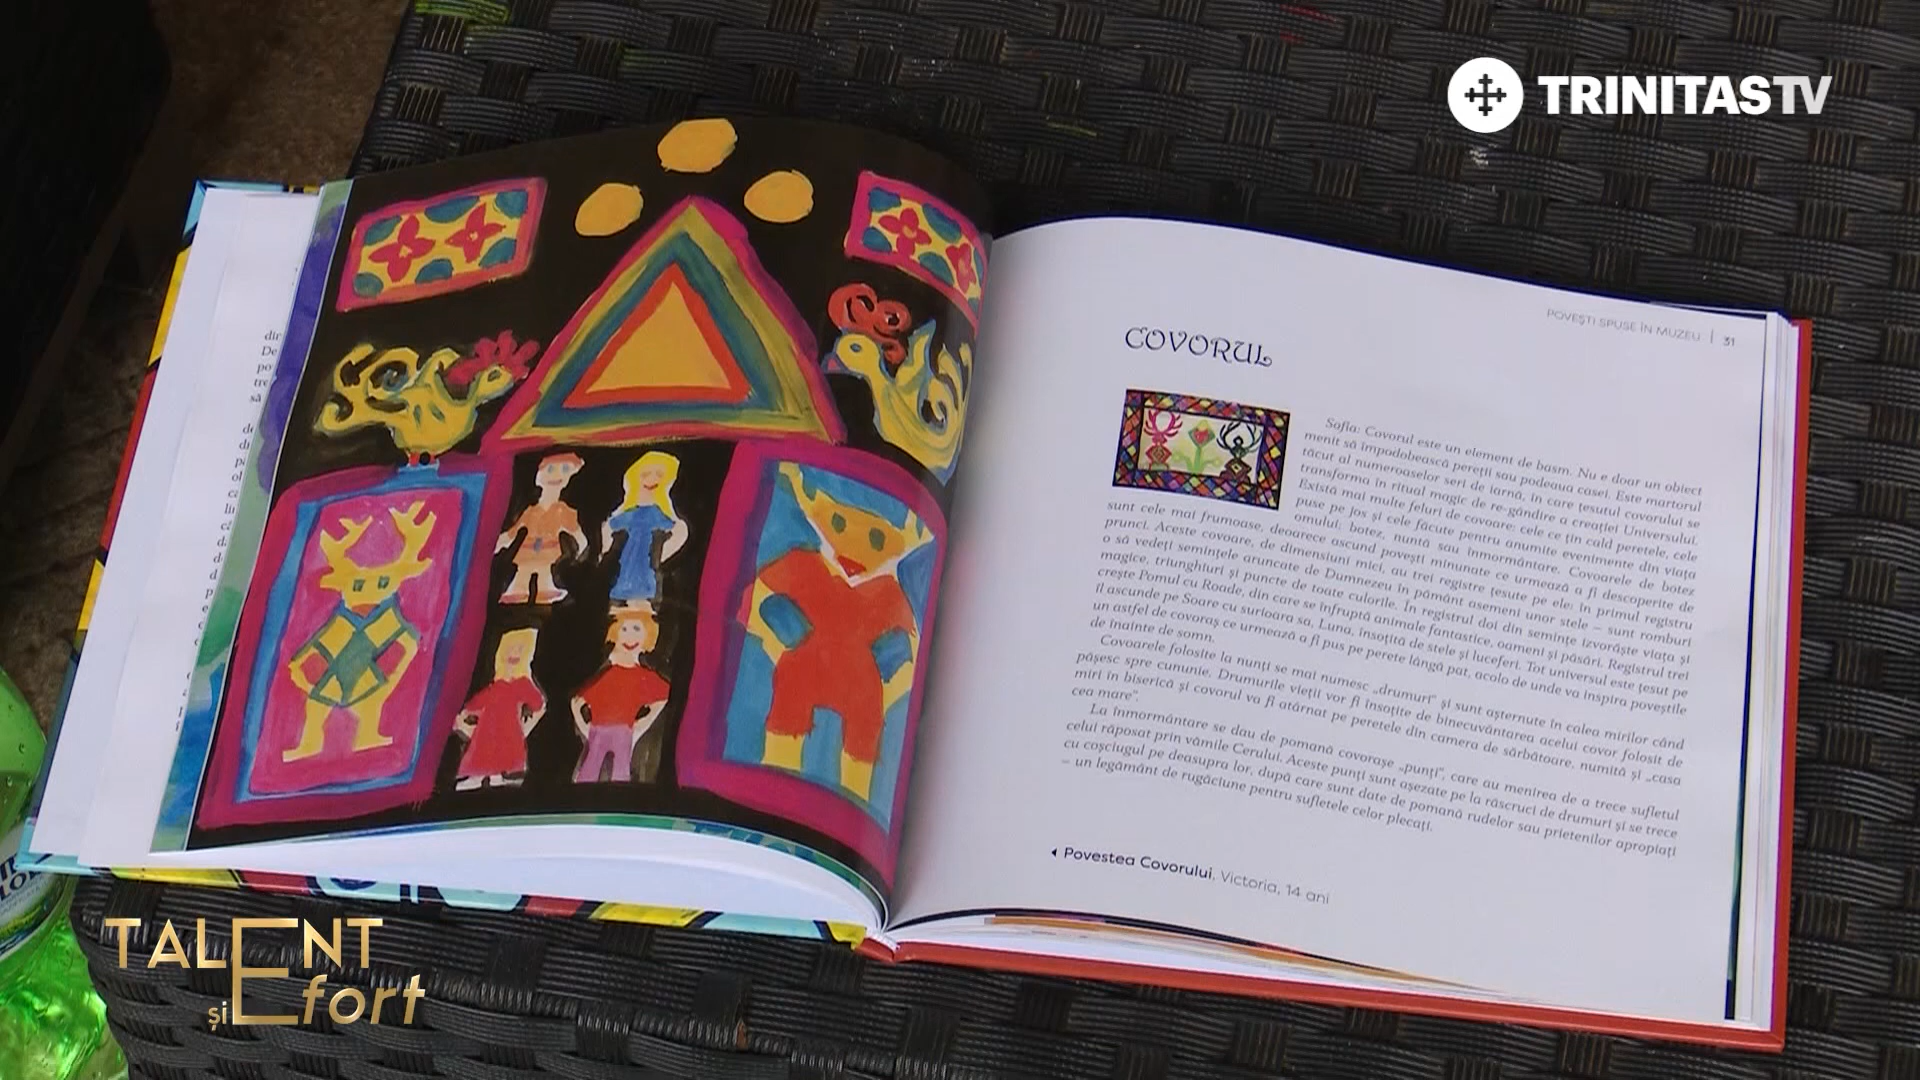 TRINITAS TV
POVEȘTI SPUSE ÎN MUZEU | 31
COVORUL
Sofia: Covorul este un element de basm. Nu e doar un obiect
menit să împodobească pereții sau podeaua casei. Este martorul
tăcut al numeroaselor seri de iarnă, în care țesutul covorului se
transforma în ritual magic de re-gândire a creației Universului.
Există mai multe feluri de covoare: cele ce țin cald peretele, cele
puse pe jos și cele făcute pentru anumite evenimente din viața
omului: botez, nuntă sau înmormântare. Covoarele de botez
sunt cele mai frumoase, deoarece ascund povești minunate ce urmează a fi descoperite de
prunci. Aceste covoare, de dimensiuni mici, au trei registre țesute pe ele: în primul registru
o să vedeți semințele aruncate de Dumnezeu în pământ asemeni unor stele – sunt romburi
magice, triunghiuri și puncte de toate culorile. În registrul doi din semințe izvorăște viața și
crește Pomul cu Roade, din care se înfruptă animale fantastice, oameni și păsări. Registrul trei
îl ascunde pe Soare cu surioara sa, Luna, însoțită de stele și luceferi. Tot universul este țesut pe
un astfel de covoraș ce urmează a fi pus pe perete lângă pat, acolo de unde va inspira poveștile
de înainte de somn.
Covoarele folosite la nunți se mai numesc „drumuri” și sunt așternute în calea mirilor când
pășesc spre cununie. Drumurile vieții vor fi însoțite de binecuvântarea acelui covor folosit de
miri în biserică și covorul va fi atârnat pe peretele din camera de sărbătoare, numită și „casa
cea mare”.
La înmormântare se dau de pomană covorașe „punți”, care au menirea de a trece sufletul
celui răposat prin vămile Cerului. Aceste punți sunt așezate pe la răscruci de drumuri și se trece
cu coșciugul pe deasupra lor, după care sunt date de pomană rudelor sau prietenilor apropiați
– un legământ de rugăciune pentru sufletele celor plecați.
Povestea Covorului, Victoria, 14 ani
TALENT
și Efort